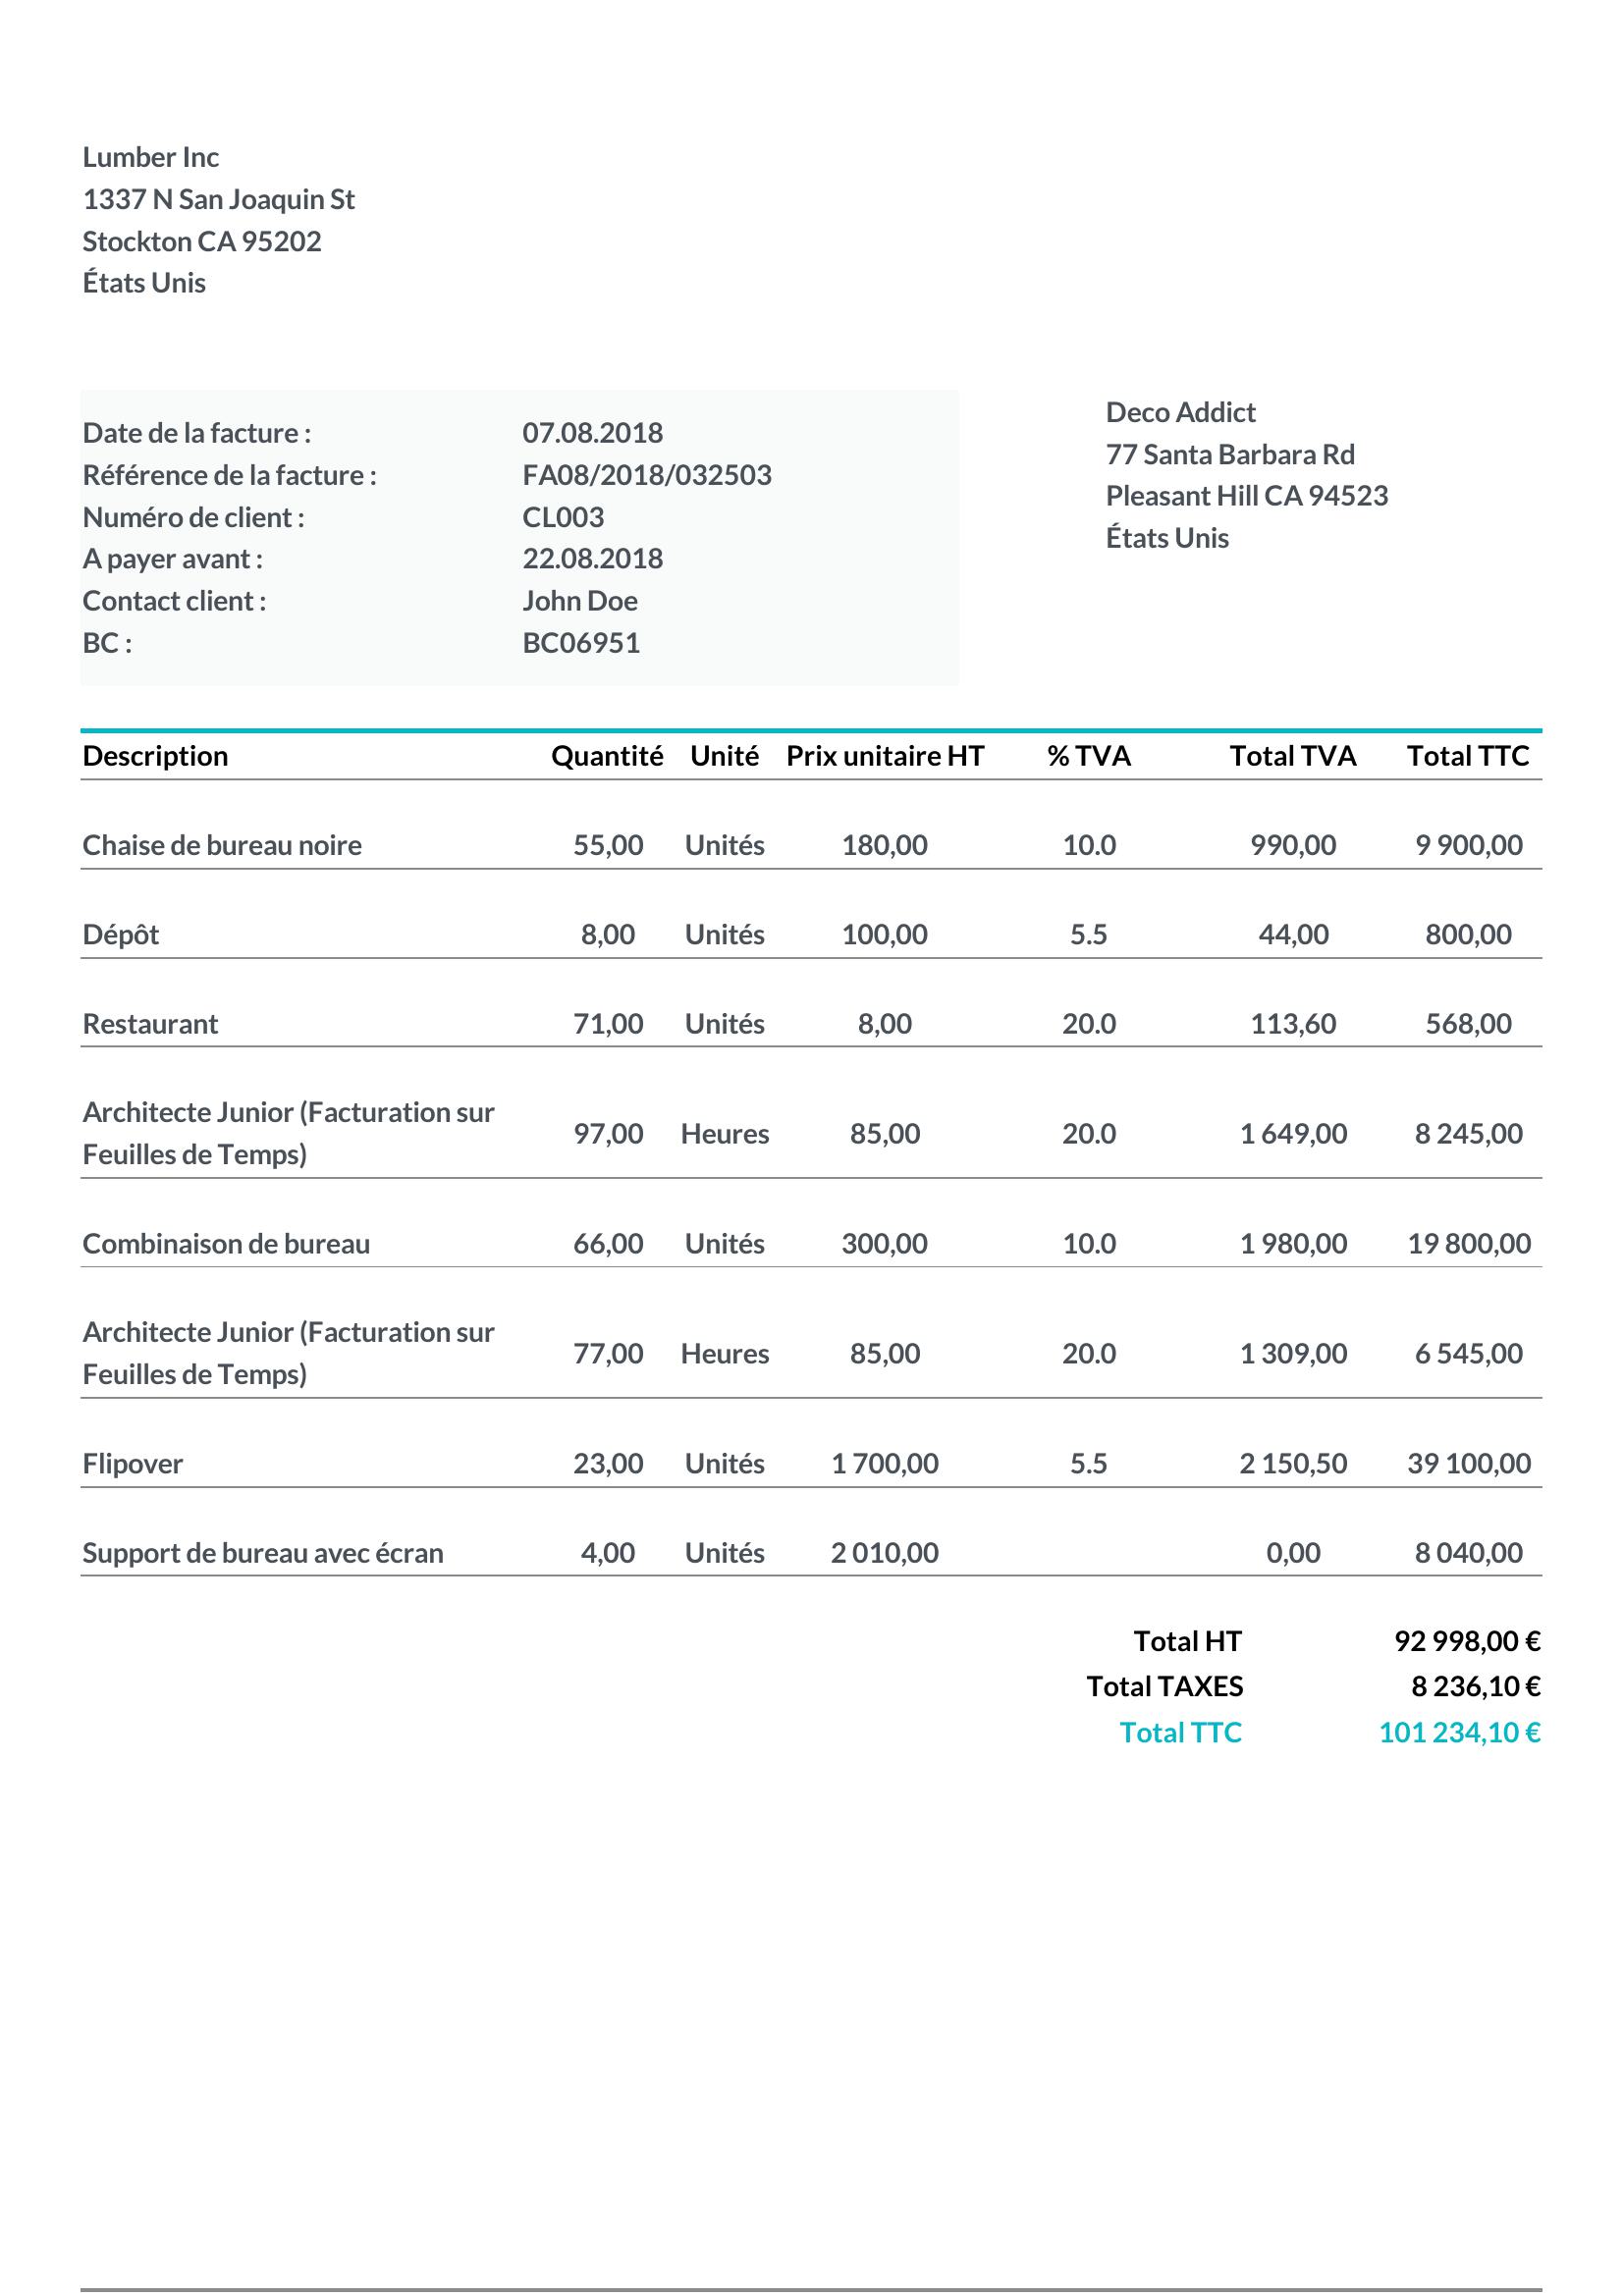 Lumber Inc
1337 N San Joaquin St
Stockton CA 95202
États Unis
Date de la facture : 07.08.2018
Référence de la facture : FA08/2018/032503
Numéro de client : CL003
A payer avant : 22.08.2018
Contact client : John Doe
BC : BC06951
Deco Addict
77 Santa Barbara Rd
Pleasant Hill CA 94523
États Unis
Description Quantité Unité Prix unitaire HT % TVA Total TVA Total TTC
Chaise de bureau noire 55,00 Unités 180,00 10.0 990,00 9 900,00
Dépôt 8,00 Unités 100,00 5.5 44,00 800,00
Restaurant 71,00 Unités 8,00 20.0 113,60 568,00
Architecte Junior (Facturation sur
Feuilles de Temps) 97,00 Heures 85,00 20.0 1 649,00 8 245,00
Combinaison de bureau 66,00 Unités 300,00 10.0 1 980,00 19 800,00
Architecte Junior (Facturation sur
Feuilles de Temps) 77,00 Heures 85,00 20.0 1 309,00 6 545,00
Flipover 23,00 Unités 1 700,00 5.5 2 150,50 39 100,00
Support de bureau avec écran 4,00 Unités 2 010,00 0,00 8 040,00
Total HT 92 998,00 €
Total TAXES 8 236,10 €
Total TTC 101 234,10 €